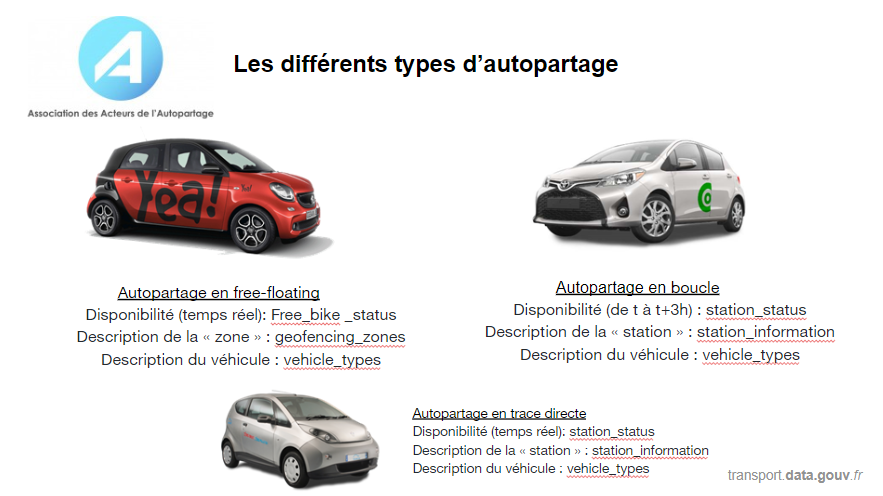 A
Association des Acteurs de l'Autopartage
Les différents types d'autopartage
Yea!
Autopartage en free-floating
Disponibilité (temps réel): Free_bike _status
Description de la « zone » : geofencing_zones
Description du véhicule : vehicle_types
Autopartage en boucle
Disponibilité (de t à t+3h) : station_status
Description de la « station » : station_information
Description du véhicule : vehicle_types
Autopartage en trace directe
Disponibilité (temps réel): station_status
Description de la « station » : station_information
Description du véhicule : vehicle_types
transport.data.gouv.fr